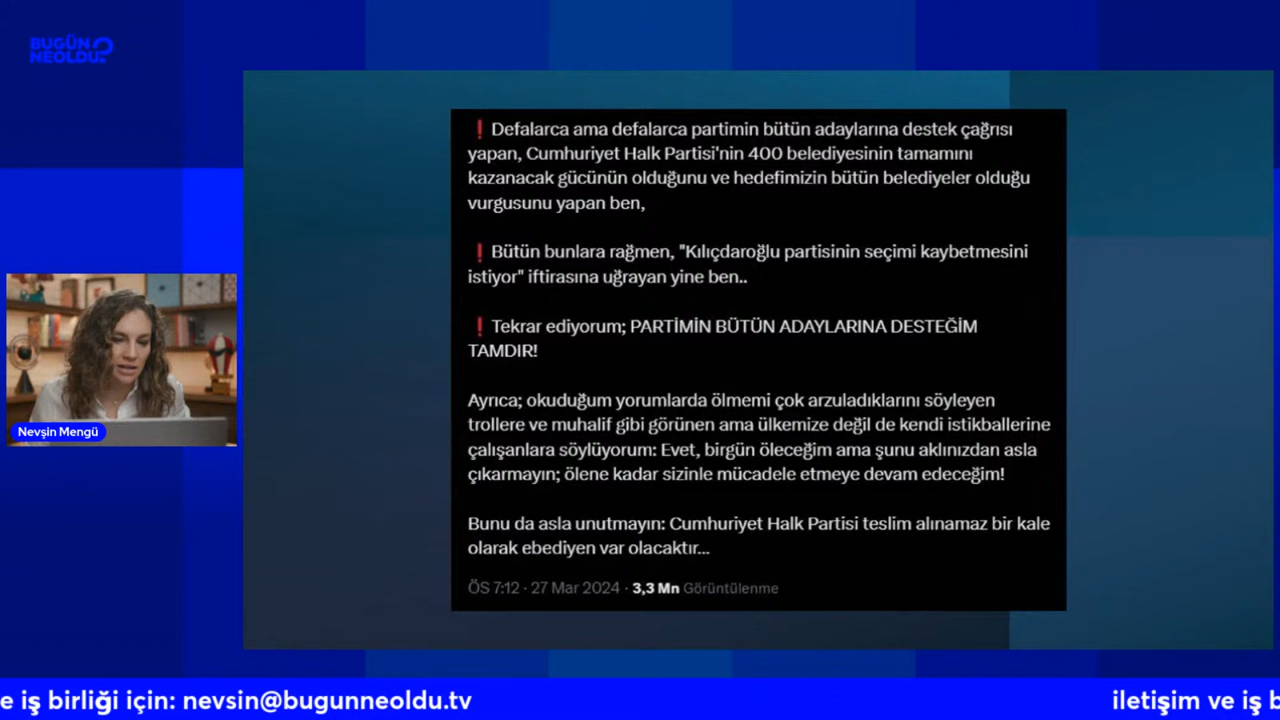 BUGÜN
NEOLDU?
❗Defalarca ama defalarca partimin bütün adaylarına destek çağrısı
yapan, Cumhuriyet Halk Partisi'nin 400 belediyesinin tamamını
kazanacak gücünün olduğunu ve hedefimizin bütün belediyeler olduğu
vurgusunu yapan ben,
❗Bütün bunlara rağmen, "Kılıçdaroğlu partisinin seçimi kaybetmesini
istiyor" iftirasına uğrayan yine ben..
❗Tekrar ediyorum; PARTİMİN BÜTÜN ADAYLARINA DESTEĞİM
TAMDIR!
Ayrıca; okuduğum yorumlarda ölmemi çok arzuladıklarını söyleyen
trollere ve muhalif gibi görünen ama ülkemize değil de kendi istikballerine
çalışanlara söylüyorum: Evet, birgün öleceğim ama şunu aklınızdan asla
çıkarmayın; ölene kadar sizinle mücadele etmeye devam edeceğim!
Bunu da asla unutmayın: Cumhuriyet Halk Partisi teslim alınamaz bir kale
olarak ebediyen var olacaktır...
ÖS 7:12 · 27 Mar 2024 · 3,3 Mn Görüntülenme
Nevşin Mengü
e iş birliği için: nevsin@bugunneoldu.tv
iletişim ve iş b